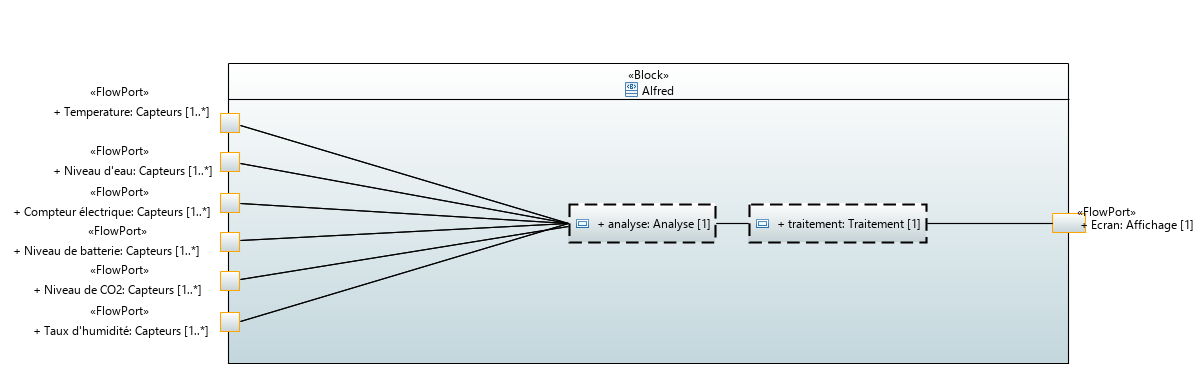 «Block»
Alfred
«FlowPort»
+ Temperature: Capteurs [1..*]
«FlowPort»
+ Niveau d'eau: Capteurs [1..*]
«FlowPort»
+ Compteur électrique: Capteurs [1..*]
«FlowPort»
+ Niveau de batterie: Capteurs [1..*]
«FlowPort»
+ Niveau de CO2: Capteurs [1..*]
«FlowPort»
+ Taux d'humidité: Capteurs [1..*]
+ analyse: Analyse [1]
+ traitement: Traitement [1]
«FlowPort»
+ Ecran: Affichage [1]